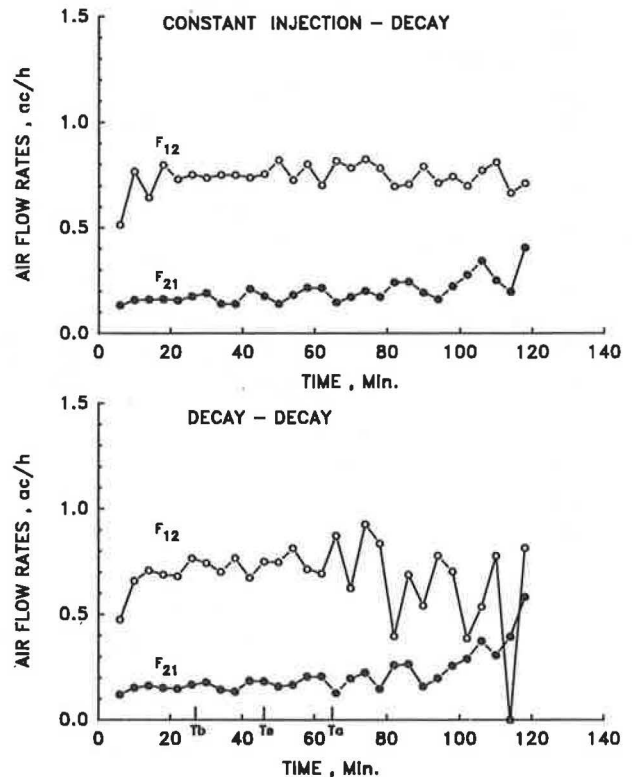 CONSTANT INJECTION – DECAY
AIR FLOW RATES , ac/h
1.5
1.0
0.5
0.0
F12
F21
0 20 40 60 80 100 120 140
TIME , Min.
DECAY – DECAY
AIR FLOW RATES , ac/h
1.5
1.0
0.5
0.0
F12
F21
Tb
Ta
0 20 40 60 80 100 120 140
TIME , Min.